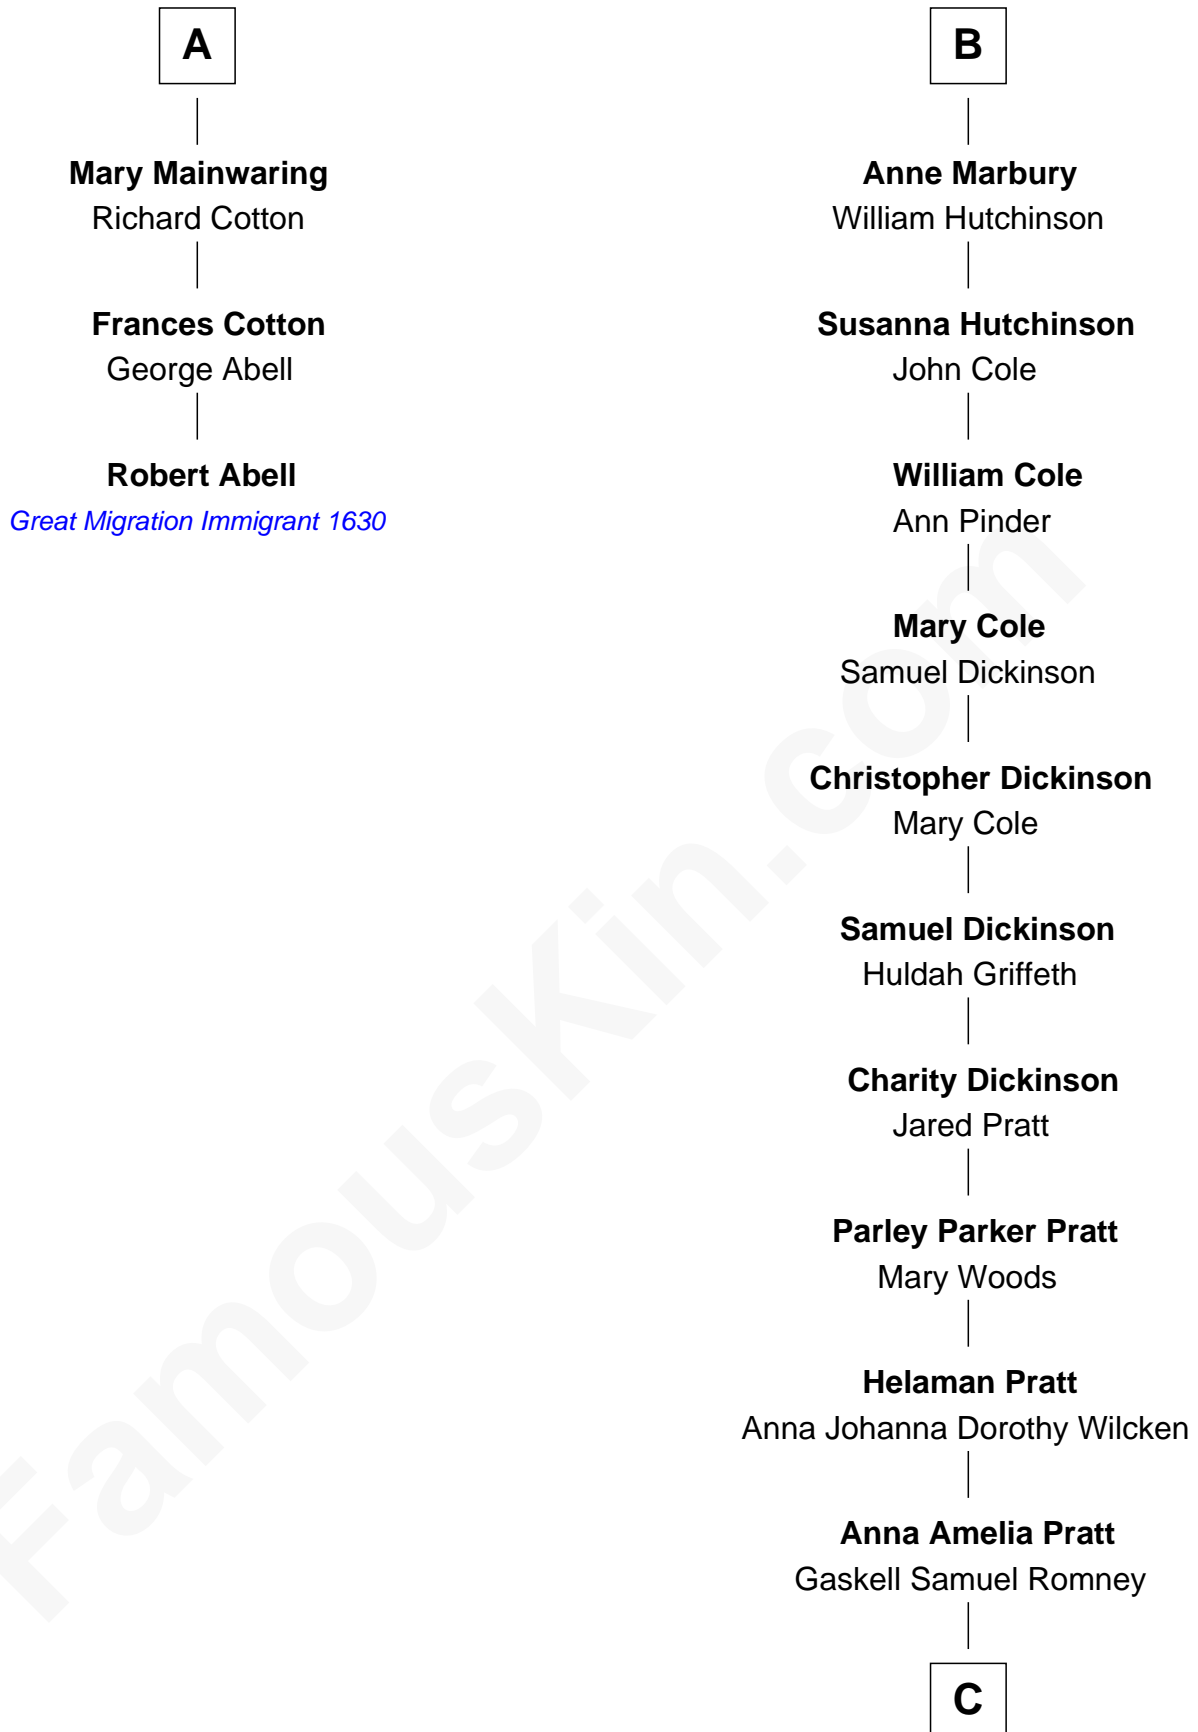 A
Mary Mainwaring
Richard Cotton
Frances Cotton
George Abell
Robert Abell
Great Migration Immigrant 1630
B
Anne Marbury
William Hutchinson
Susanna Hutchinson
John Cole
William Cole
Ann Pinder
Mary Cole
Samuel Dickinson
Christopher Dickinson
Mary Cole
Samuel Dickinson
Huldah Griffeth
Charity Dickinson
Jared Pratt
Parley Parker Pratt
Mary Woods
Helaman Pratt
Anna Johanna Dorothy Wilcken
Anna Amelia Pratt
Gaskell Samuel Romney
C
FamousKin.com